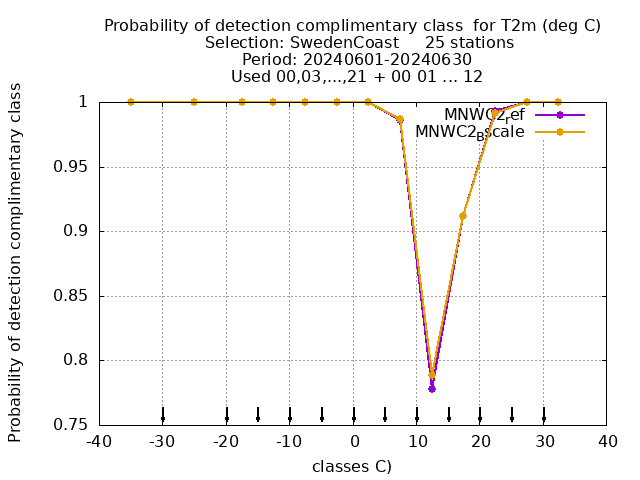 Probability of detection complimentary class  for T2m (deg C)
Selection: SwedenCoast     25 stations
Period: 20240601-20240630
Used 00,03,...,21 + 00 01 ... 12
Probability of detection complimentary class
1
0.95
0.9
0.85
0.8
0.75
MNWC2ref
MNWC2Bscale
-40 -30 -20 -10 0 10 20 30 40
classes C)